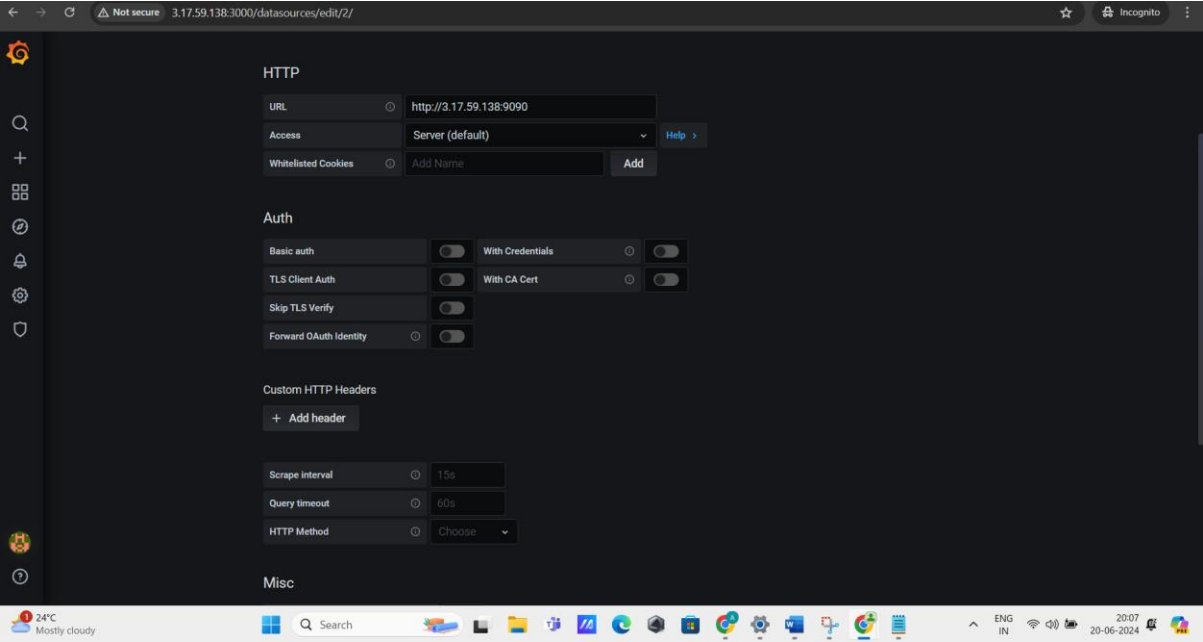 Not secure 3.17.59.138:3000/datasources/edit/2/ Incognito
HTTP
URL http://3.17.59.138:9090
Access Server (default) Help >
Whitelisted Cookies Add Name Add
Auth
Basic auth With Credentials
TLS Client Auth With CA Cert
Skip TLS Verify
Forward OAuth Identity
Custom HTTP Headers
+ Add header
Scrape interval 15s
Query timeout 60s
HTTP Method Choose
Misc
1 24°C
Mostly cloudy
Search
ENG
IN
20:07
20-06-2024
PRE